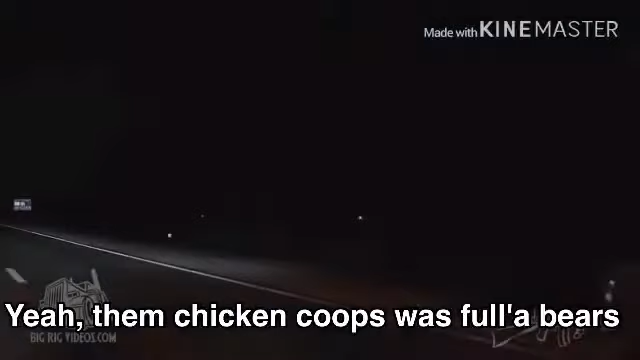 Made with KINEMASTER
Yeah, them chicken coops was full'a bears
BIG RIG VIDEOS.COM